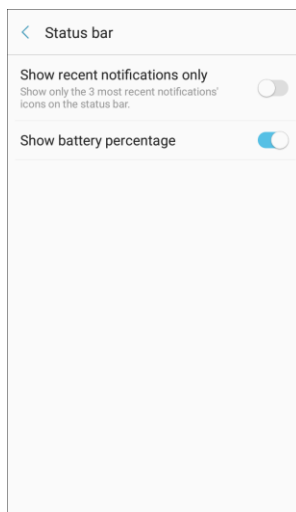 Status bar
Show recent notifications only
Show only the 3 most recent notifications'
icons on the status bar.
Show battery percentage